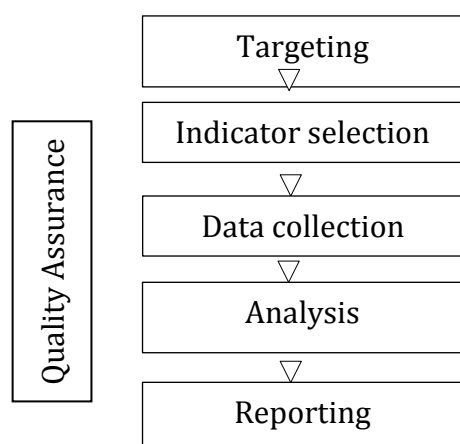 Targeting
Indicator selection
Data collection
Analysis
Reporting
Quality Assurance